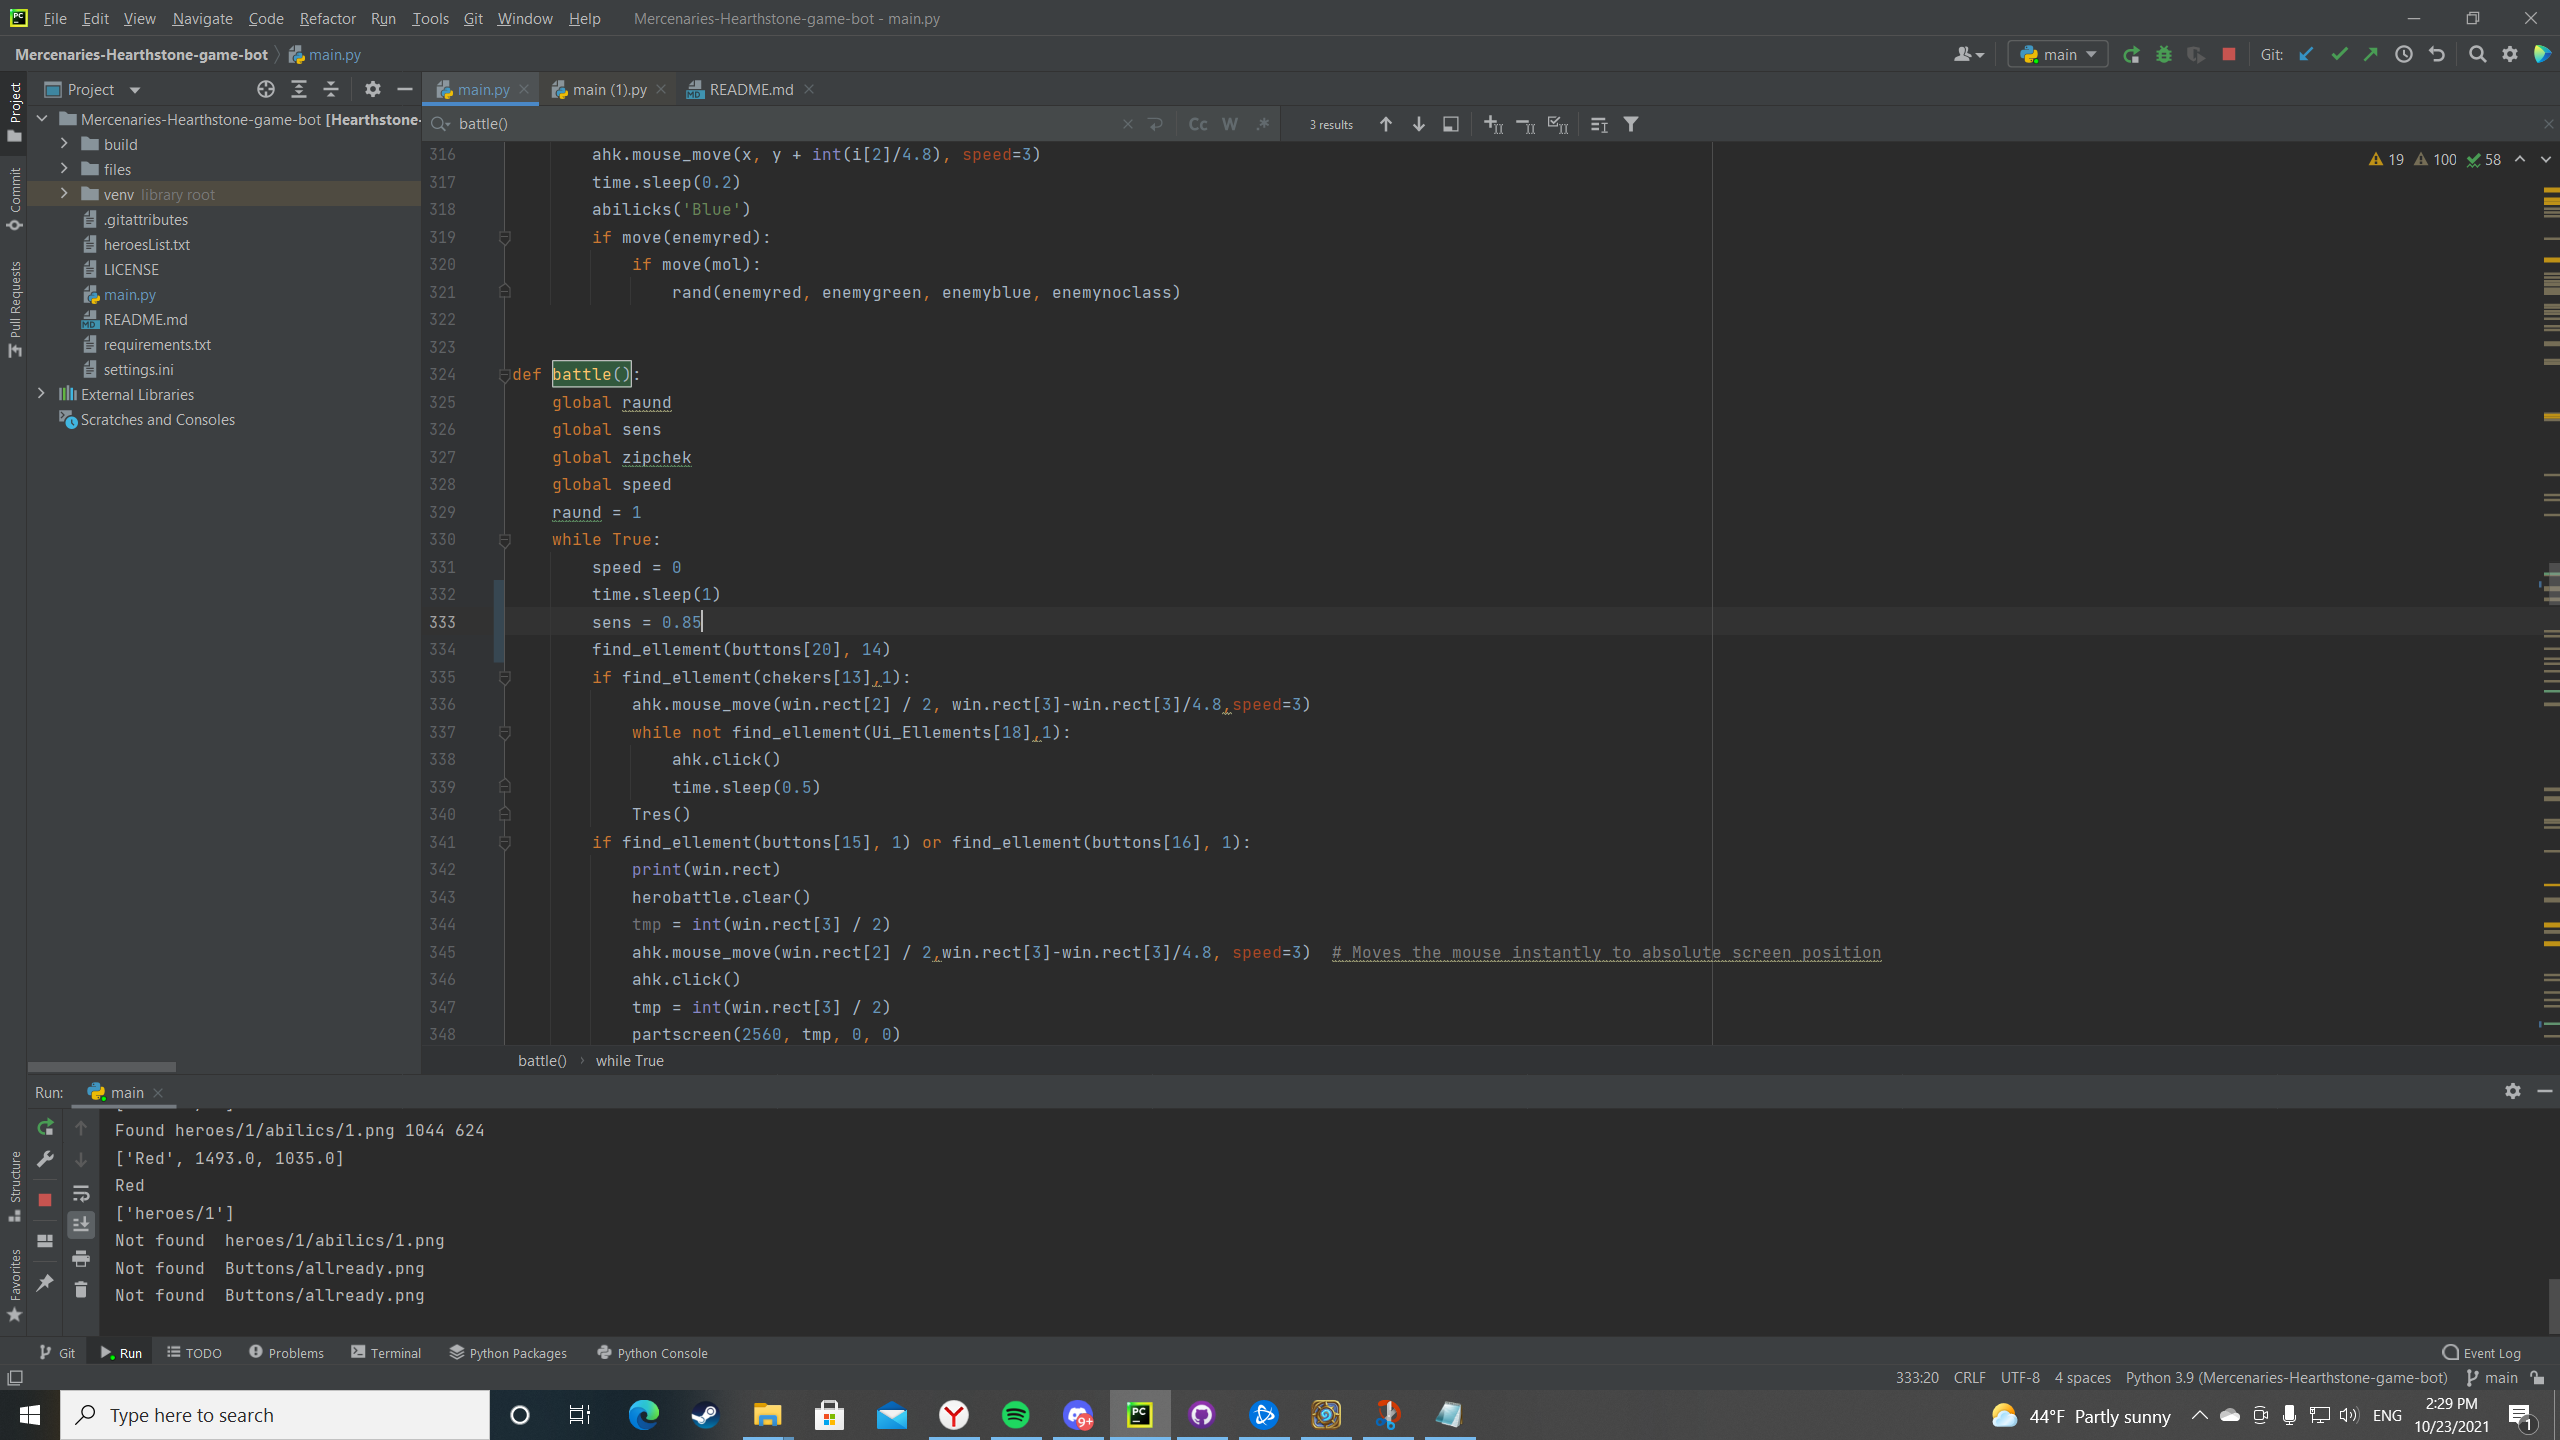 File Edit View Navigate Code Refactor Run Tools Git Window Help Mercenaries-Hearthstone-game-bot - main.py
Mercenaries-Hearthstone-game-bot main.py main Git:
Project
Commit
Pull Requests
Structure
Favorites
Project
Mercenaries-Hearthstone-game-bot [Hearthstone-
build
files
venv library root
.gitattributes
heroesList.txt
LICENSE
main.py
README.md
requirements.txt
settings.ini
External Libraries
Scratches and Consoles
main.py main (1).py README.md
battle() Cc W .* 3 results
19 100 58
316 ahk.mouse_move(x, y + int(i[2]/4.8), speed=3)
317 time.sleep(0.2)
318 abilicks('Blue')
319 if move(enemyred):
320 if move(mol):
321 rand(enemyred, enemygreen, enemyblue, enemynoclass)
322
323
324 def battle():
325 global raund
326 global sens
327 global zipchek
328 global speed
329 raund = 1
330 while True:
331 speed = 0
332 time.sleep(1)
333 sens = 0.85
334 find_ellement(buttons[20], 14)
335 if find_ellement(chekers[13],1):
336 ahk.mouse_move(win.rect[2] / 2, win.rect[3]-win.rect[3]/4.8,speed=3)
337 while not find_ellement(Ui_Ellements[18],1):
338 ahk.click()
339 time.sleep(0.5)
340 Tres()
341 if find_ellement(buttons[15], 1) or find_ellement(buttons[16], 1):
342 print(win.rect)
343 herobattle.clear()
344 tmp = int(win.rect[3] / 2)
345 ahk.mouse_move(win.rect[2] / 2,win.rect[3]-win.rect[3]/4.8, speed=3) # Moves the mouse instantly to absolute screen position
346 ahk.click()
347 tmp = int(win.rect[3] / 2)
348 partscreen(2560, tmp, 0, 0)
battle() › while True
Run: main
Found heroes/1/abilics/1.png 1044 624
['Red', 1493.0, 1035.0]
Red
['heroes/1']
Not found  heroes/1/abilics/1.png
Not found  Buttons/allready.png
Not found  Buttons/allready.png
Git Run TODO Problems Terminal Python Packages Python Console Event Log
333:20 CRLF UTF-8 4 spaces Python 3.9 (Mercenaries-Hearthstone-game-bot) main
Type here to search 9+ PC 44°F Partly sunny ENG 2:29 PM
10/23/2021 1